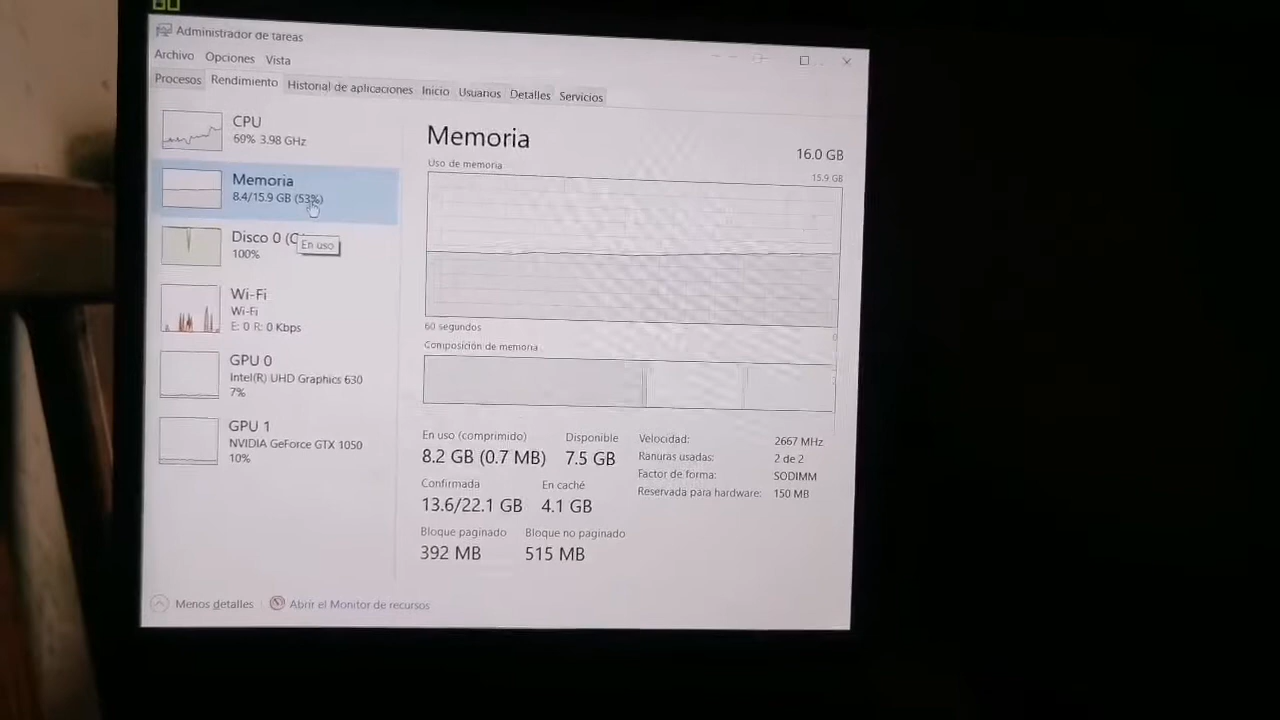 60
Administrador de tareas
Archivo Opciones Vista
Procesos Rendimiento Historial de aplicaciones Inicio Usuarios Detalles Servicios
CPU
69% 3.98 GHz
Memoria
8.4/15.9 GB (53%)
Disco 0 (C
100%
En uso
Wi-Fi
Wi-Fi
E: 0 R: 0 Kbps
GPU 0
Intel(R) UHD Graphics 630
7%
GPU 1
NVIDIA GeForce GTX 1050
10%
Memoria
16.0 GB
Uso de memoria
15.9 GB
60 segundos
0
Composición de memoria
En uso (comprimido)
8.2 GB (0.7 MB)
Disponible
7.5 GB
Confirmada
13.6/22.1 GB
En caché
4.1 GB
Bloque paginado
392 MB
Bloque no paginado
515 MB
Velocidad: 2667 MHz
Ranuras usadas: 2 de 2
Factor de forma: SODIMM
Reservada para hardware: 150 MB
Menos detalles
Abrir el Monitor de recursos